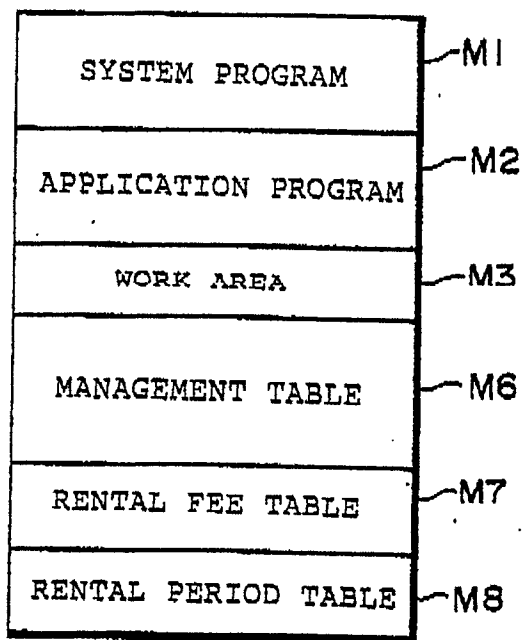 SYSTEM PROGRAM M1
APPLICATION PROGRAM M2
WORK AREA M3
MANAGEMENT TABLE M6
RENTAL FEE TABLE M7
RENTAL PERIOD TABLE M8